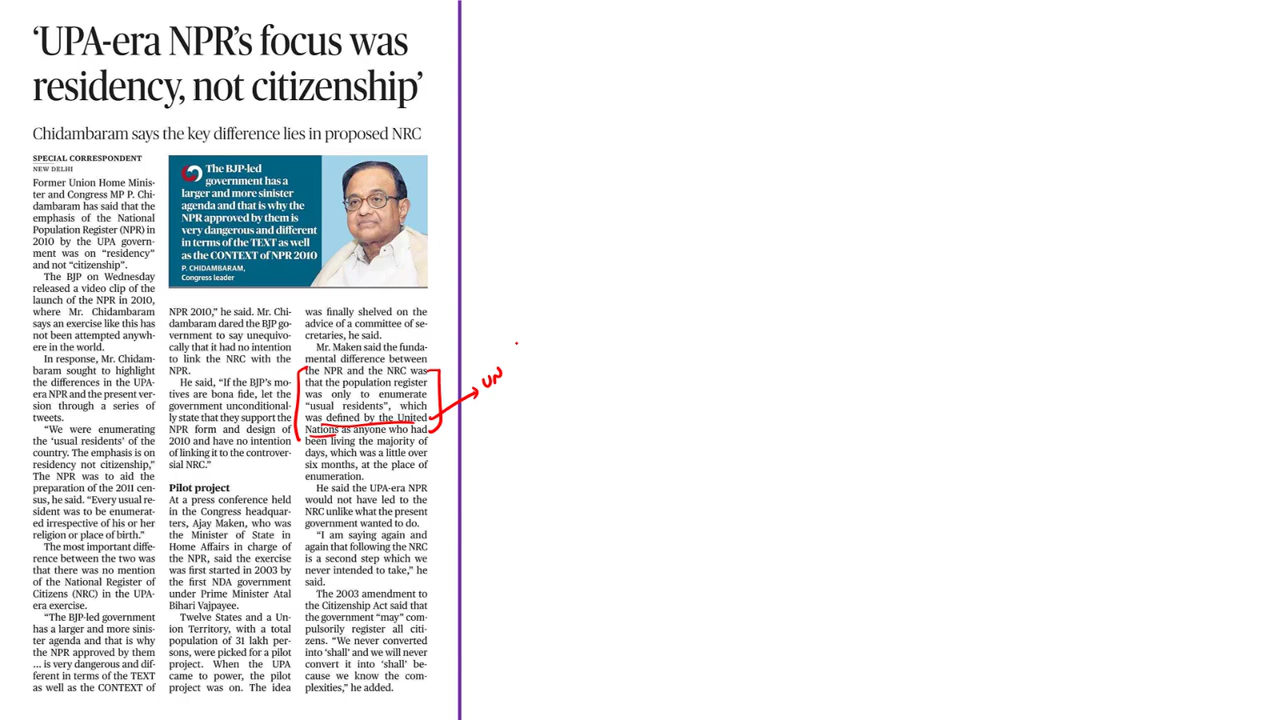 ‘UPA-era NPR’s focus was
residency, not citizenship’
Chidambaram says the key difference lies in proposed NRC
SPECIAL CORRESPONDENT
NEW DELHI
Former Union Home Minis-
ter and Congress MP P. Chi-
dambaram has said that the
emphasis of the National
Population Register (NPR) in
2010 by the UPA govern-
ment was on “residency”
and not “citizenship”.
The BJP on Wednesday
released a video clip of the
launch of the NPR in 2010,
where Mr. Chidambaram
says an exercise like this has
not been attempted anywh-
ere in the world.
In response, Mr. Chidam-
baram sought to highlight
the differences in the UPA-
era NPR and the present ver-
sion through a series of
tweets.
“We were enumerating
the ‘usual residents’ of the
country. The emphasis is on
residency not citizenship,”
The NPR was to aid the
preparation of the 2011 cen-
sus, he said. “Every usual re-
sident was to be enumerat-
ed irrespective of his or her
religion or place of birth.”
The most important diffe-
rence between the two was
that there was no mention
of the National Register of
Citizens (NRC) in the UPA-
era exercise.
“The BJP-led government
has a larger and more sinis-
ter agenda and that is why
the NPR approved by them
... is very dangerous and dif-
ferent in terms of the TEXT
as well as the CONTEXT of
The BJP-led
government has a
larger and more sinister
agenda and that is why the
NPR approved by them is
very dangerous and different
in terms of the TEXT as well
as the CONTEXT of NPR 2010
P. CHIDAMBARAM,
Congress leader
NPR 2010,” he said. Mr. Chi-
dambaram dared the BJP go-
vernment to say unequivo-
cally that it had no intention
to link the NRC with the
NPR.
He said, “If the BJP’s mo-
tives are bona fide, let the
government unconditional-
ly state that they support the
NPR form and design of
2010 and have no intention
of linking it to the controver-
sial NRC.”
Pilot project
At a press conference held
in the Congress headquar-
ters, Ajay Maken, who was
the Minister of State in
Home Affairs in charge of
the NPR, said the exercise
was first started in 2003 by
the first NDA government
under Prime Minister Atal
Bihari Vajpayee.
Twelve States and a Un-
ion Territory, with a total
population of 31 lakh per-
sons, were picked for a pilot
project. When the UPA
came to power, the pilot
project was on. The idea
was finally shelved on the
advice of a committee of se-
cretaries, he said.
Mr. Maken said the funda-
mental difference between
the NPR and the NRC was
that the population register
was only to enumerate
“usual residents”, which
was defined by the United
Nations as anyone who had
been living the majority of
days, which was a little over
six months, at the place of
enumeration.
He said the UPA-era NPR
would not have led to the
NRC unlike what the present
government wanted to do.
“I am saying again and
again that following the NRC
is a second step which we
never intended to take,” he
said.
The 2003 amendment to
the Citizenship Act said that
the government “may” com-
pulsorily register all citi-
zens. “We never converted
into ‘shall’ and we will never
convert it into ‘shall’ be-
cause we know the com-
plexities,” he added.
UN